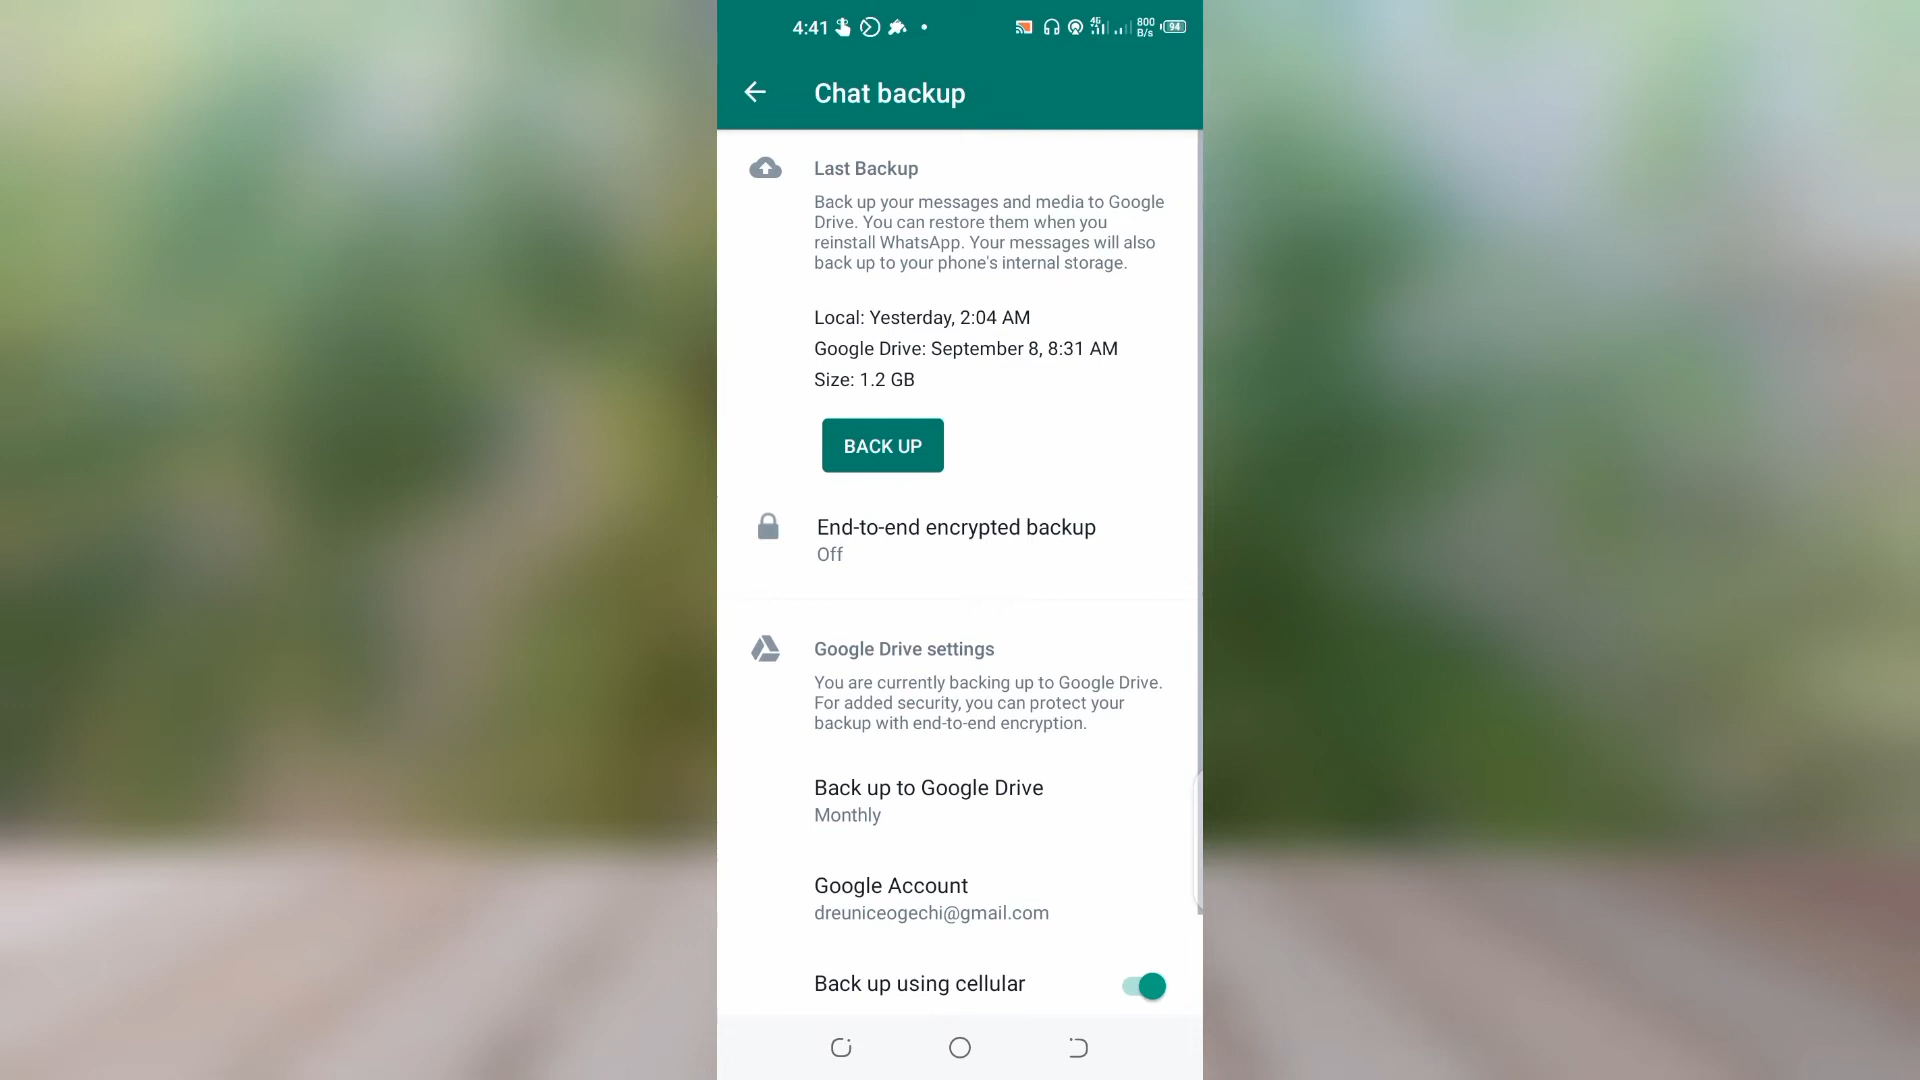 4:41
4G
800
B/s
94
Chat backup
Last Backup
Back up your messages and media to Google
Drive. You can restore them when you
reinstall WhatsApp. Your messages will also
back up to your phone's internal storage.
Local: Yesterday, 2:04 AM
Google Drive: September 8, 8:31 AM
Size: 1.2 GB
BACK UP
End-to-end encrypted backup
Off
Google Drive settings
You are currently backing up to Google Drive.
For added security, you can protect your
backup with end-to-end encryption.
Back up to Google Drive
Monthly
Google Account
dreuniceogechi@gmail.com
Back up using cellular